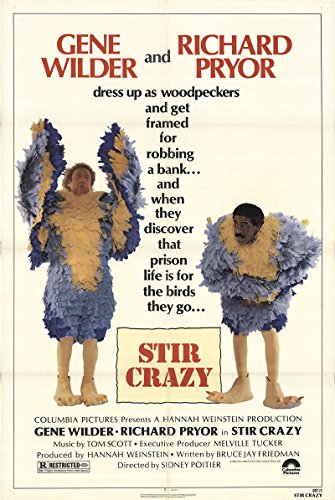 GENE WILDER and RICHARD PRYOR
dress up as woodpeckers
and get
framed
for
robbing
a bank...
and
when
they
discover
that
prison
life is for
the birds
they go...
STIR
CRAZY
COLUMBIA PICTURES Presents A HANNAH WEINSTEIN PRODUCTION
GENE WILDER • RICHARD PRYOR in STIR CRAZY
Music by TOM SCOTT • Executive Producer MELVILLE TUCKER
Produced by HANNAH WEINSTEIN • Written by BRUCE JAY FRIEDMAN
Directed by SIDNEY POITIER
R RESTRICTED
Columbia
Pictures
STIR CRAZY